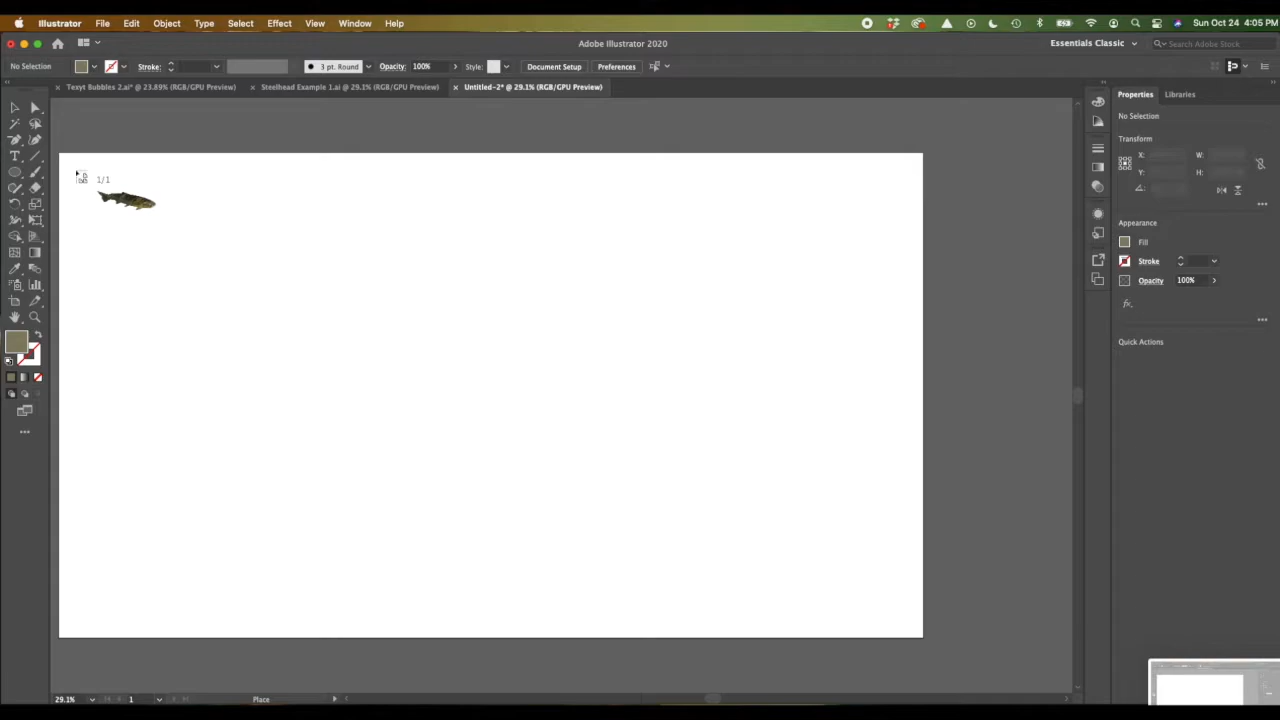 Illustrator File Edit Object Type Select Effect View Window Help Sun Oct 24 4:05 PM
Adobe Illustrator 2020 Essentials Classic Search Adobe Stock
No Selection Stroke: 3 pt. Round Opacity: 100% Style: Document Setup Preferences
× Texyt Bubbles 2.ai* @ 23.89% (RGB/GPU Preview) × Steelhead Example 1.ai @ 29.1% (RGB/GPU Preview) × Untitled-2* @ 29.1% (RGB/GPU Preview)
Properties Libraries
No Selection
Transform
X: W:
Y: H:
1/1
Appearance
Fill
Stroke
Opacity 100%
fx.
Quick Actions
29.1% 1 Place